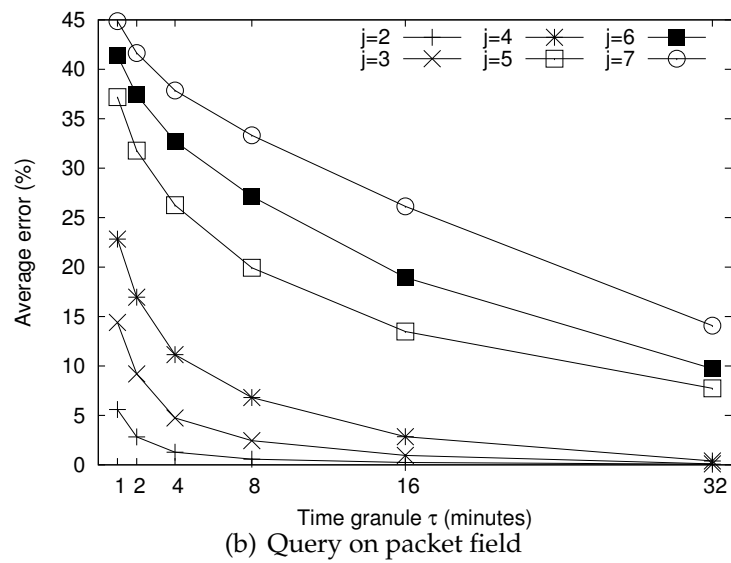 45
40
35
30
25
20
15
10
5
0
Average error (%)
j=2 j=4 j=6
j=3 j=5 j=7
1 2 4 8 16 32
Time granule τ (minutes)
(b) Query on packet field